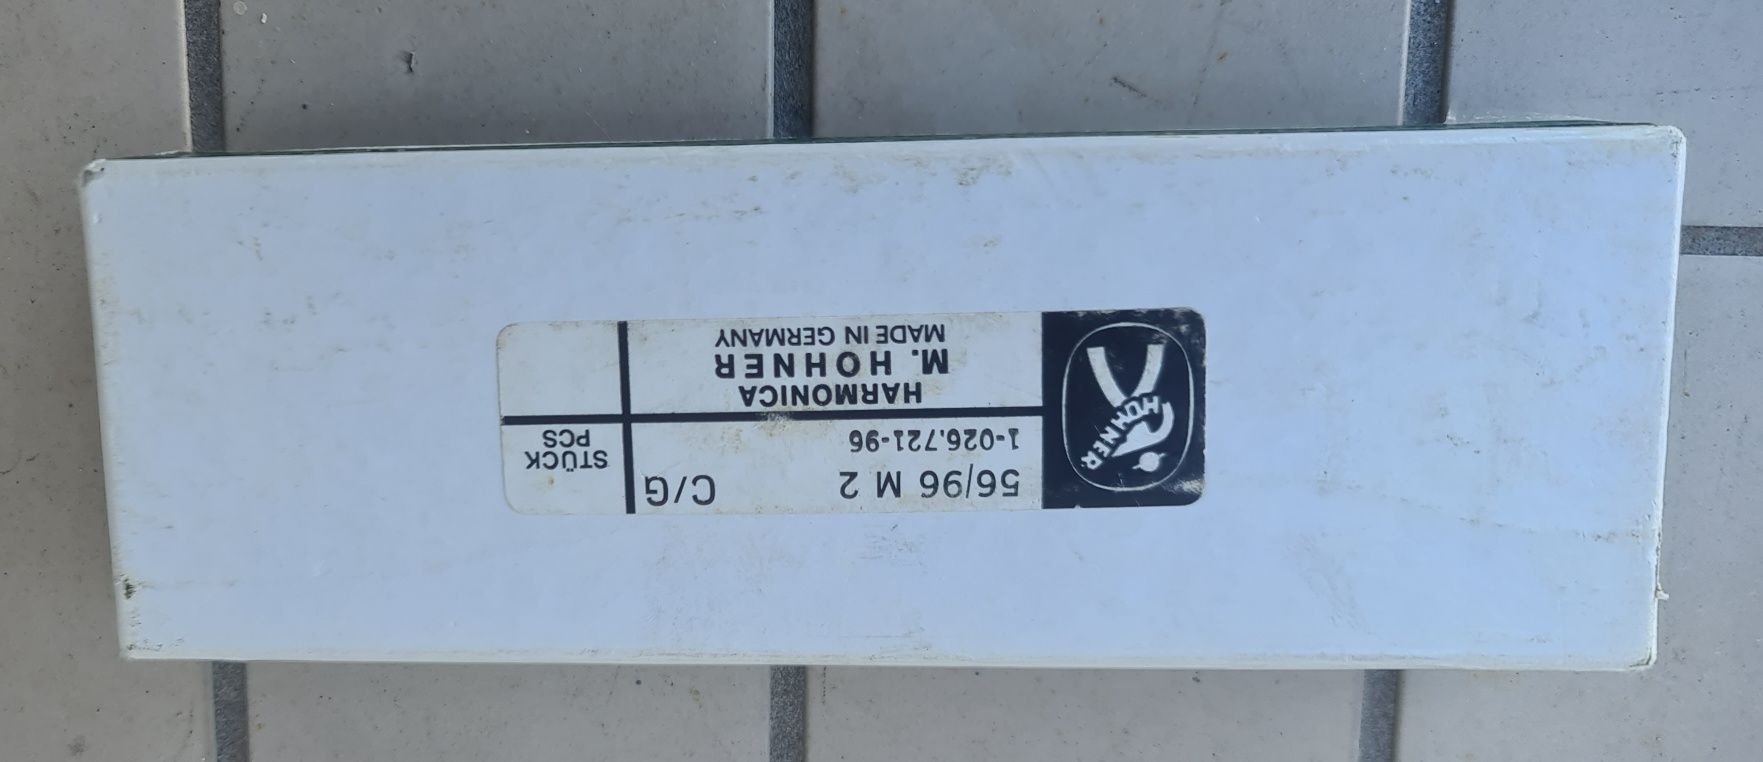 HOHNER
56/96 M 2 C/G
1-026.721-96
STÜCK
PCS
HARMONICA
M. HOHNER
MADE IN GERMANY